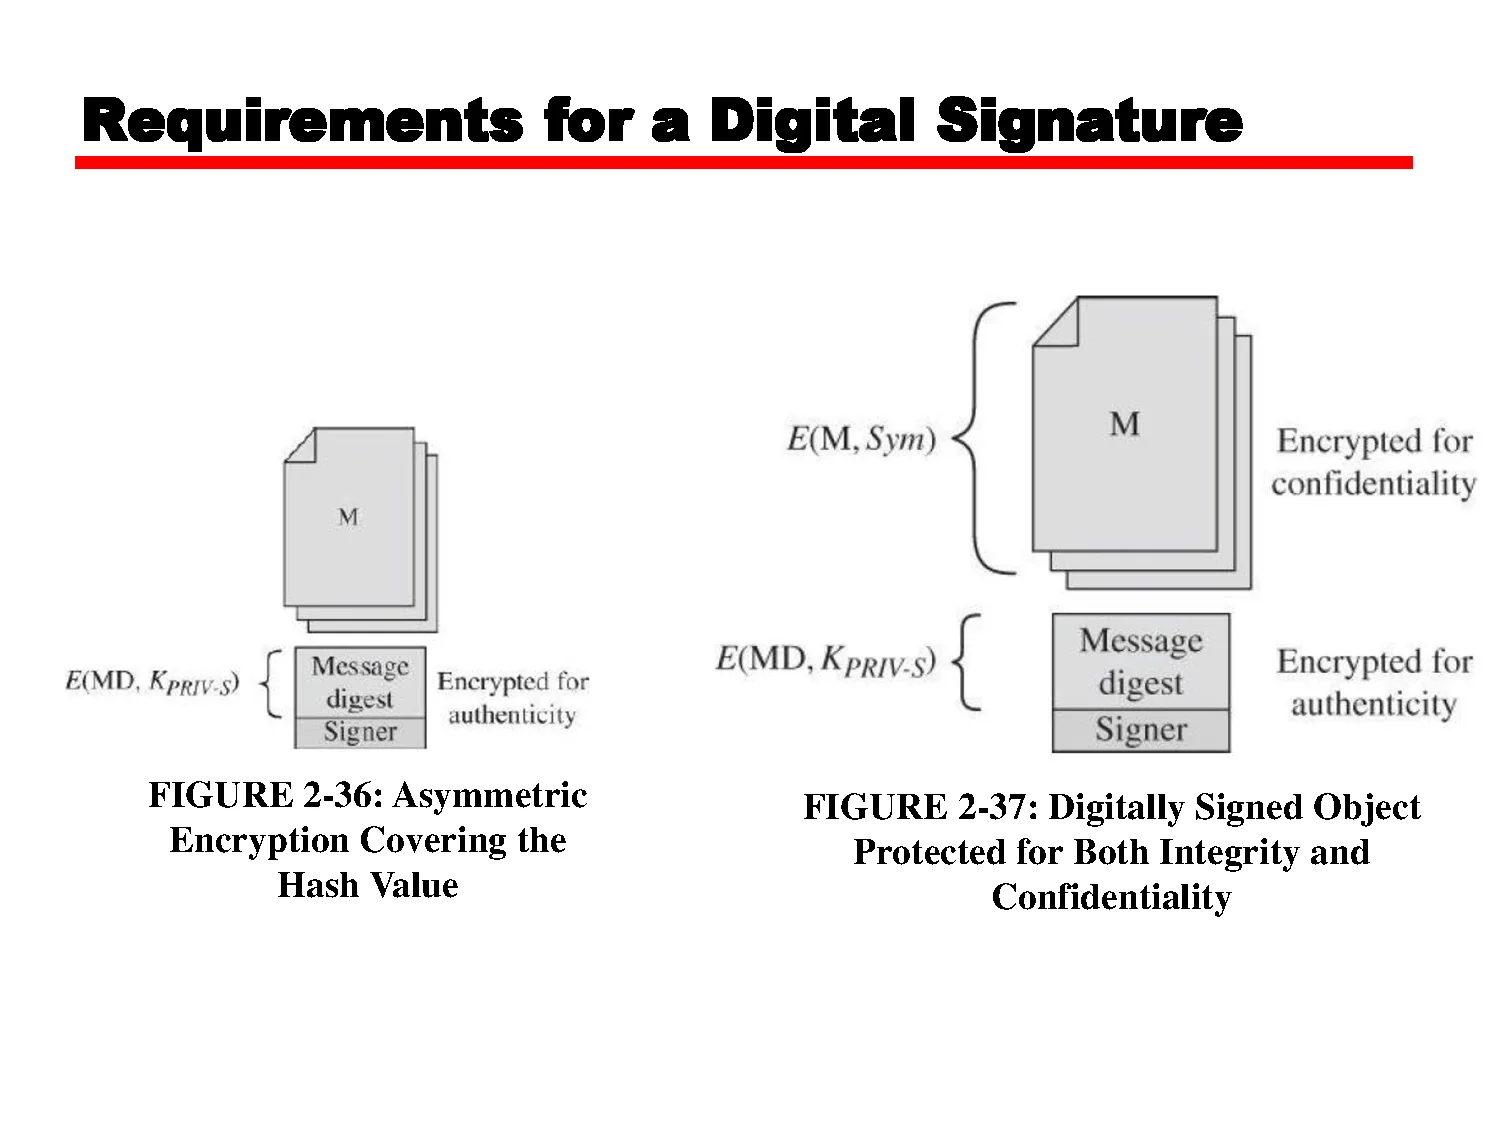 Requirements for a Digital Signature
M
E(MD, K_PRIV-S)
Message
digest
Signer
Encrypted for
authenticity
FIGURE 2-36: Asymmetric
Encryption Covering the
Hash Value
E(M, Sym)
M
Encrypted for
confidentiality
E(MD, K_PRIV-S)
Message
digest
Signer
Encrypted for
authenticity
FIGURE 2-37: Digitally Signed Object
Protected for Both Integrity and
Confidentiality